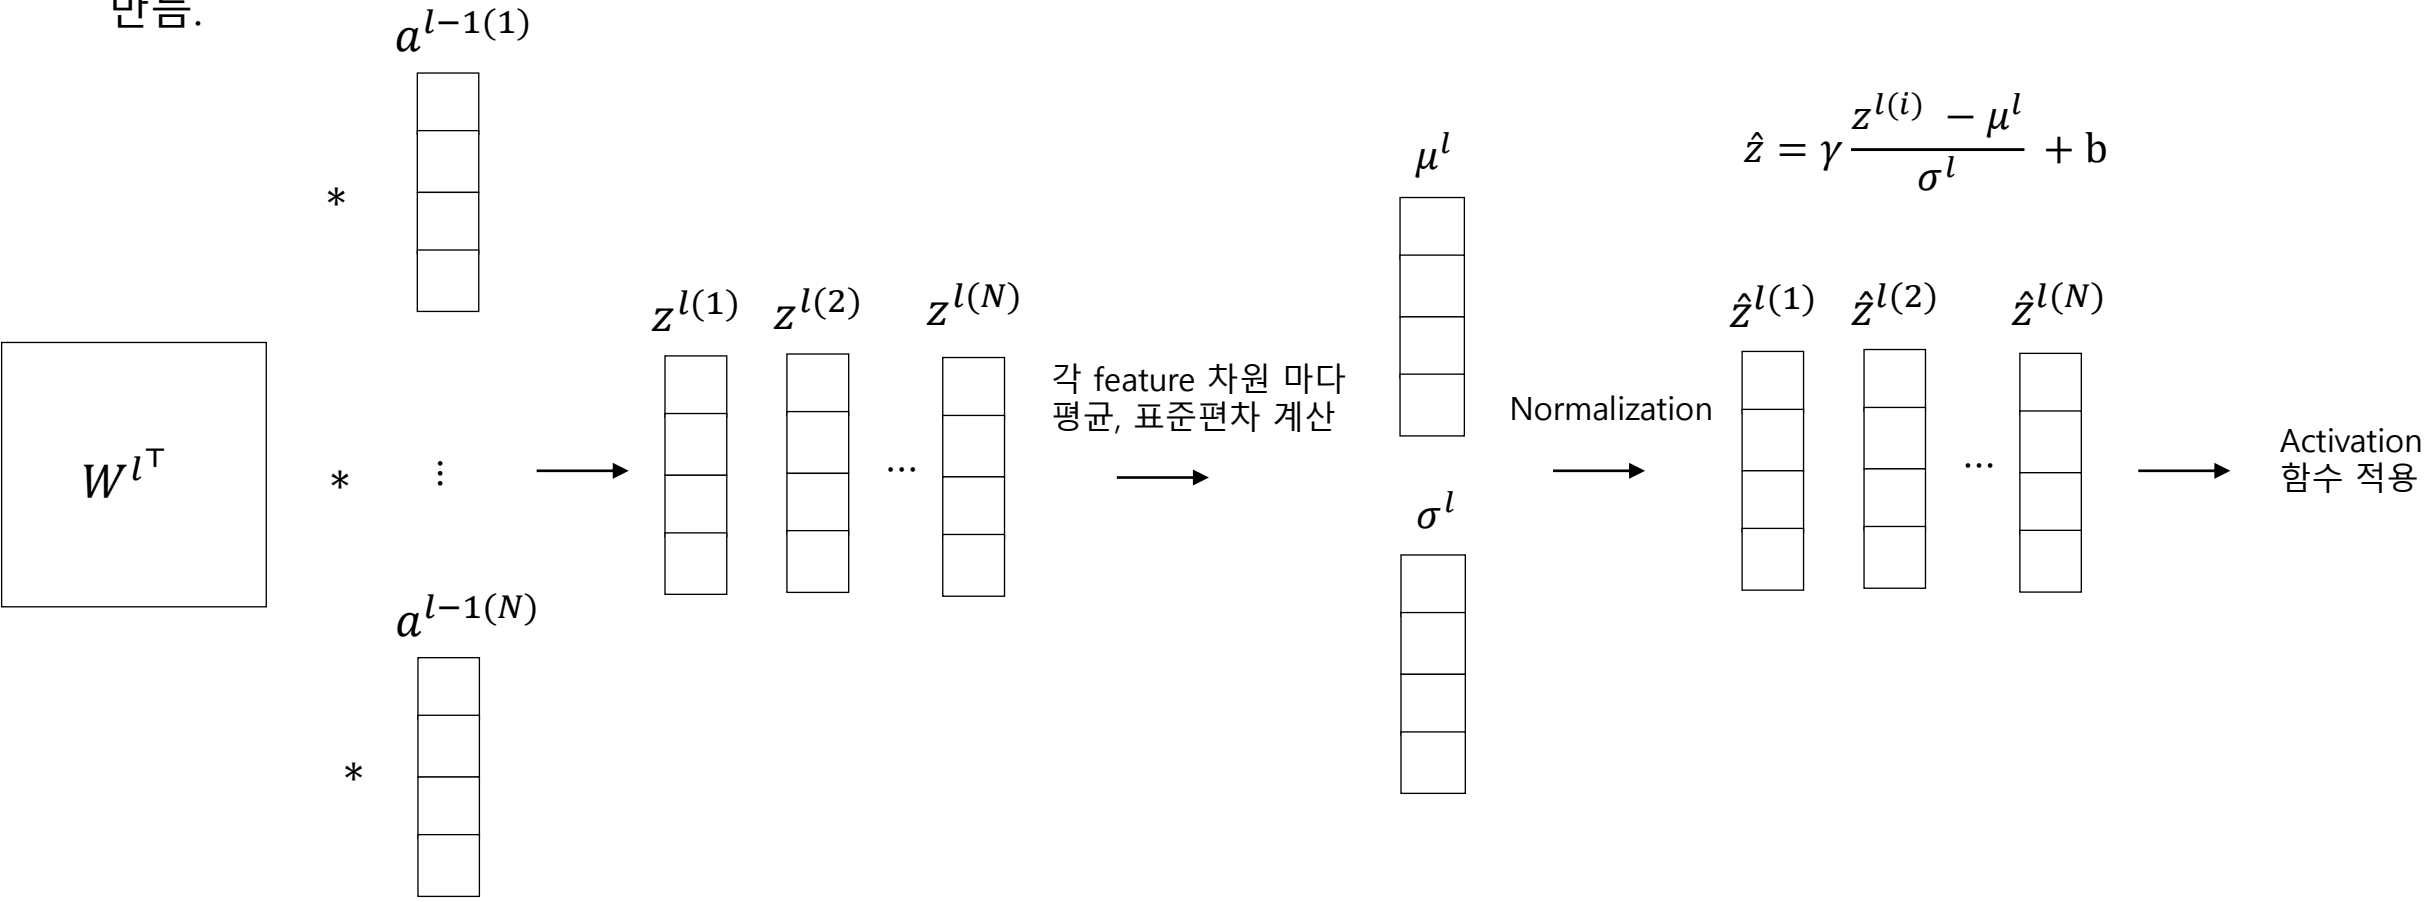 만듬.
a^{l-1(1)}
*
W^{l^⊤}
*
⋮
a^{l-1(N)}
*
z^{l(1)} z^{l(2)} … z^{l(N)}
각 feature 차원 마다
평균, 표준편차 계산
μ^l
σ^l
Normalization
ẑ = γ (z^{l(i)} − μ^l) / σ^l + b
ẑ^{l(1)} ẑ^{l(2)} … ẑ^{l(N)}
Activation
함수 적용